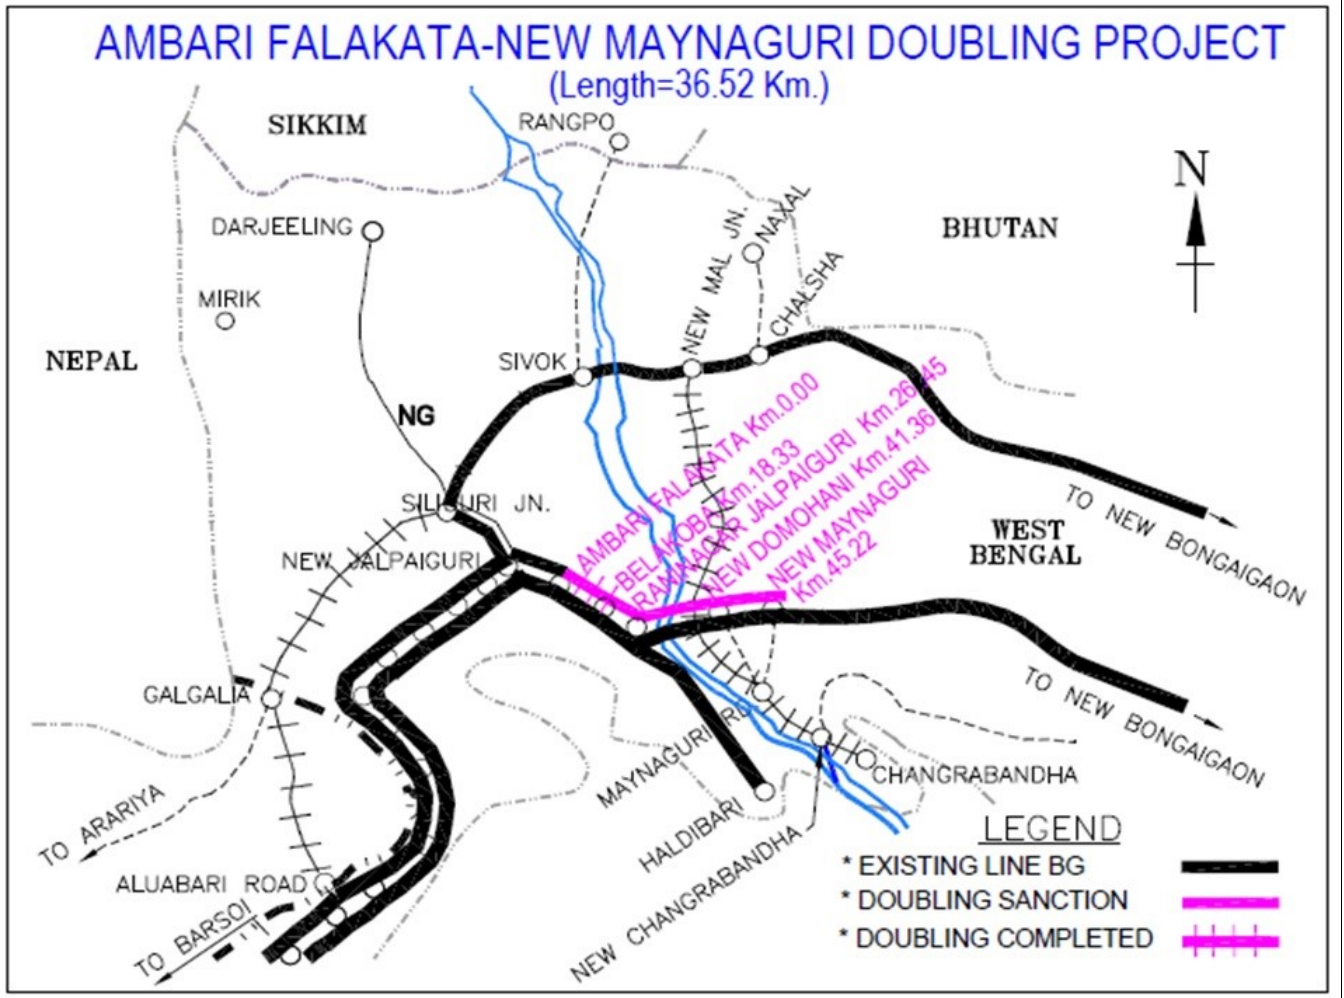 AMBARI FALAKATA-NEW MAYNAGURI DOUBLING PROJECT
(Length=36.52 Km.)
SIKKIM
RANGPO
N
DARJEELING
NAXAL
BHUTAN
MIRIK
NEW MAL JN.
CHALSHA
NEPAL
SIVOK
NG
AMBARI FALAKATA Km.0.00
BELAKOBA Km.18.33
RANINAGAR JALPAIGURI Km.26.45
NEW DOMOHANI Km.41.36
NEW MAYNAGURI
Km.45.22
SILIGURI JN.
TO NEW BONGAIGAON
WEST
BENGAL
NEW JALPAIGURI
TO NEW BONGAIGAON
GALGALIA
MAYNAGURI RD
CHANGRABANDHA
HALDIBARI
TO ARARIYA
NEW CHANGRABANDHA
ALUABARI ROAD
TO BARSOI
LEGEND
* EXISTING LINE BG
* DOUBLING SANCTION
* DOUBLING COMPLETED